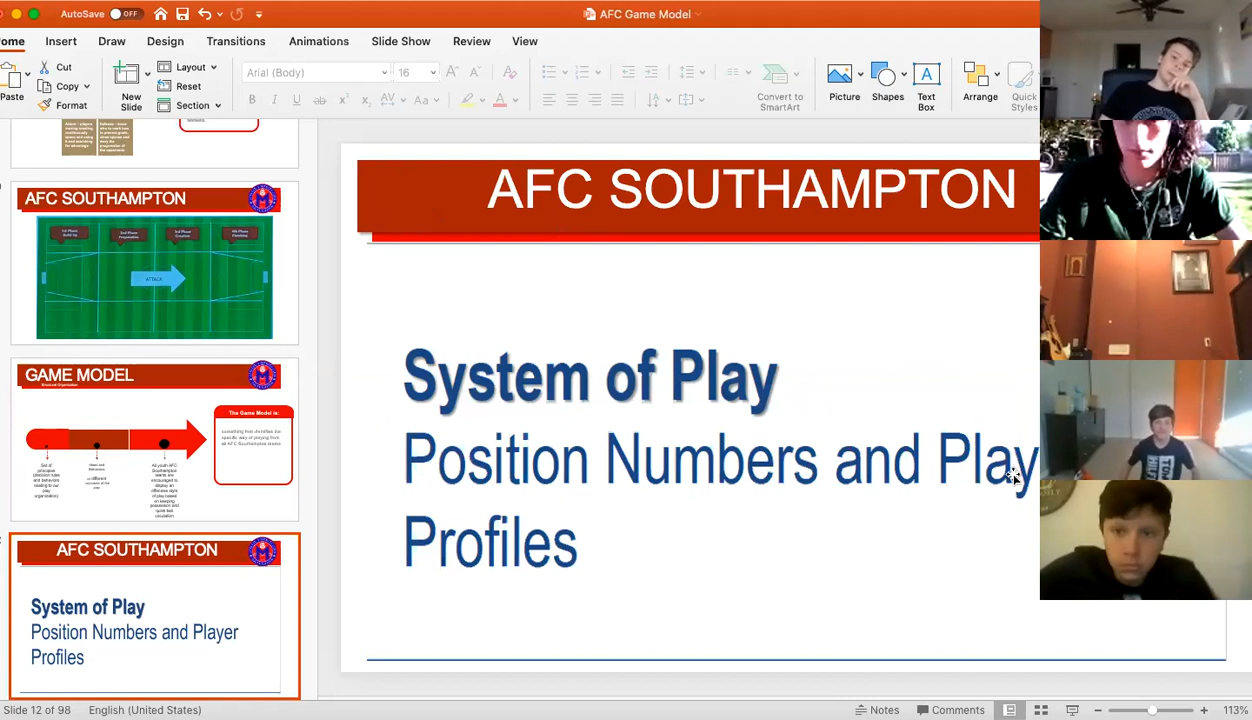 AutoSave OFF
AFC Game Model
Home Insert Draw Design Transitions Animations Slide Show Review View
Paste
Cut
Copy
Format
New
Slide
Layout
Reset
Section
Arial (Body) 16
Convert to
SmartArt
Picture
Shapes
Text
Box
Arrange
Quick
Styles
AFC SOUTHAMPTON
ATTACK
GAME MODEL
The Game Model is:
AFC SOUTHAMPTON
System of Play
Position Numbers and Player
Profiles
AFC SOUTHAMPTON
System of Play
Position Numbers and Play
Profiles
Slide 12 of 98 English (United States) Notes Comments 113%